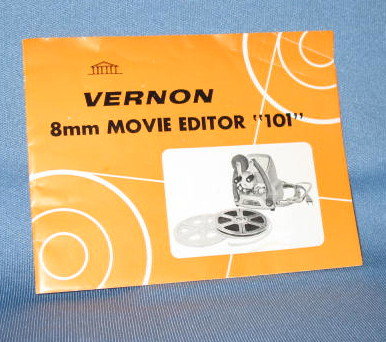 VERNON
8mm MOVIE EDITOR "101"